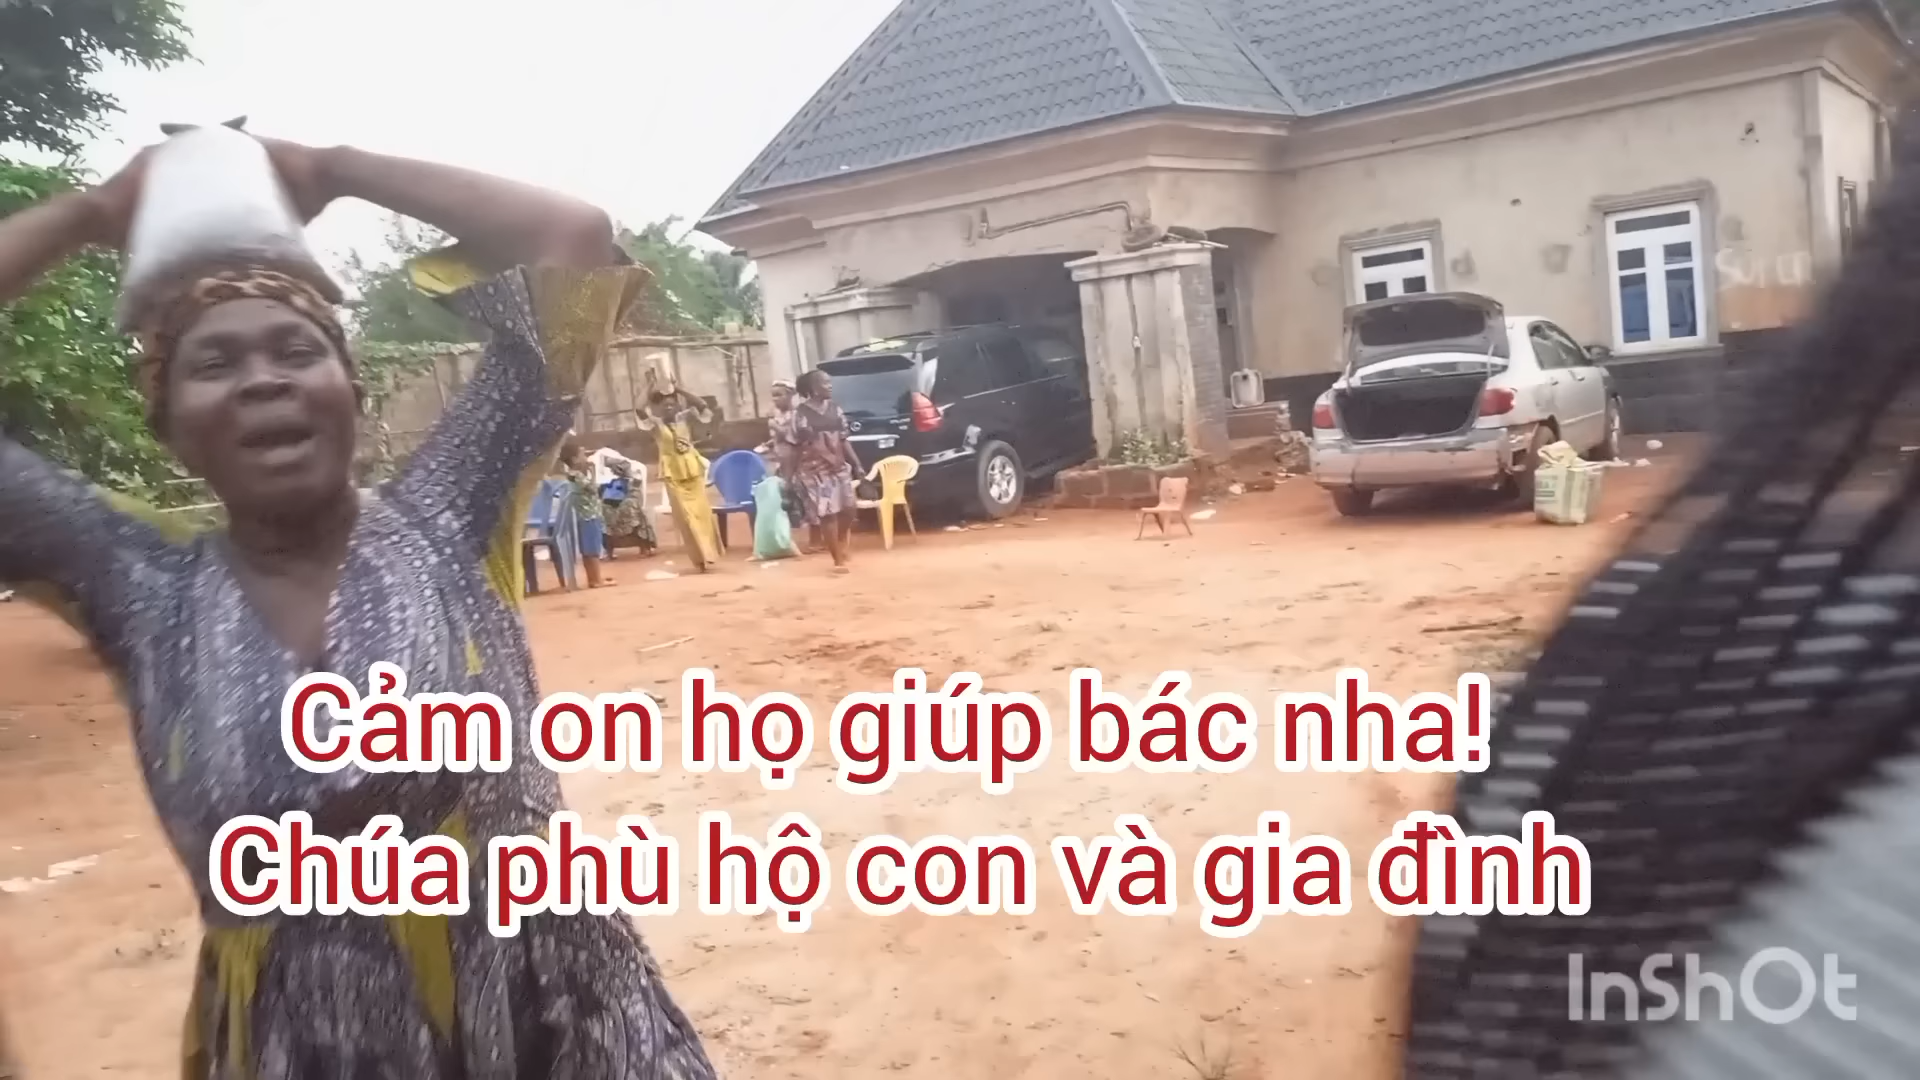 Cảm on họ giúp bác nha!
Chúa phù hộ con và gia đình
InShOt